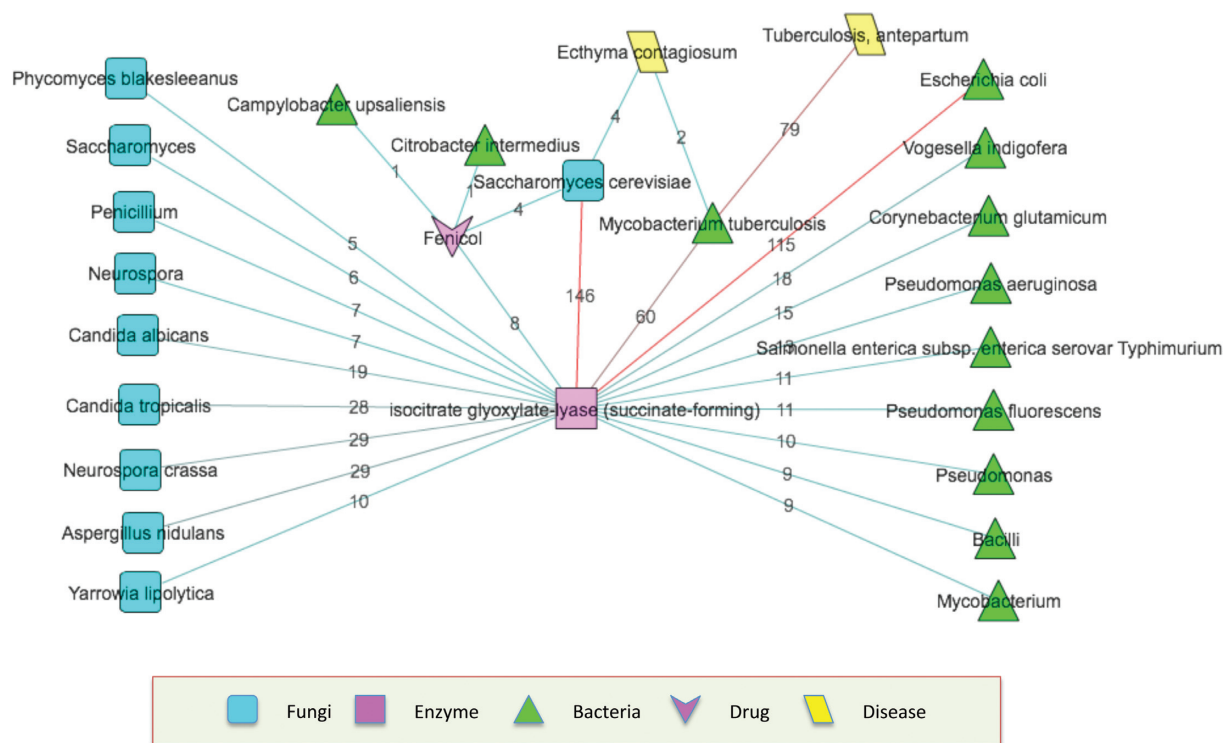 Tuberculosis, antepartum
Ecthyma contagiosum
Phycomyces blakesleeanus
Escherichia coli
Campylobacter upsaliensis
4
79
2
Citrobacter intermedius
Saccharomyces
Vogesella indigofera
1
1
Saccharomyces cerevisiae
4
Penicillium
Corynebacterium glutamicum
Mycobacterium tuberculosis
Fenicol
5
115
Neurospora
6
18
Pseudomonas aeruginosa
146
7
60
15
8
Candida albicans
7
13
Salmonella enterica subsp. enterica serovar Typhimurium
19
11
Candida tropicalis
28
isocitrate glyoxylate-lyase (succinate-forming)
11
Pseudomonas fluorescens
29
10
Neurospora crassa
29
9
Pseudomonas
10
9
Aspergillus nidulans
Bacilli
Yarrowia lipolytica
Mycobacterium
Fungi
Enzyme
Bacteria
Drug
Disease